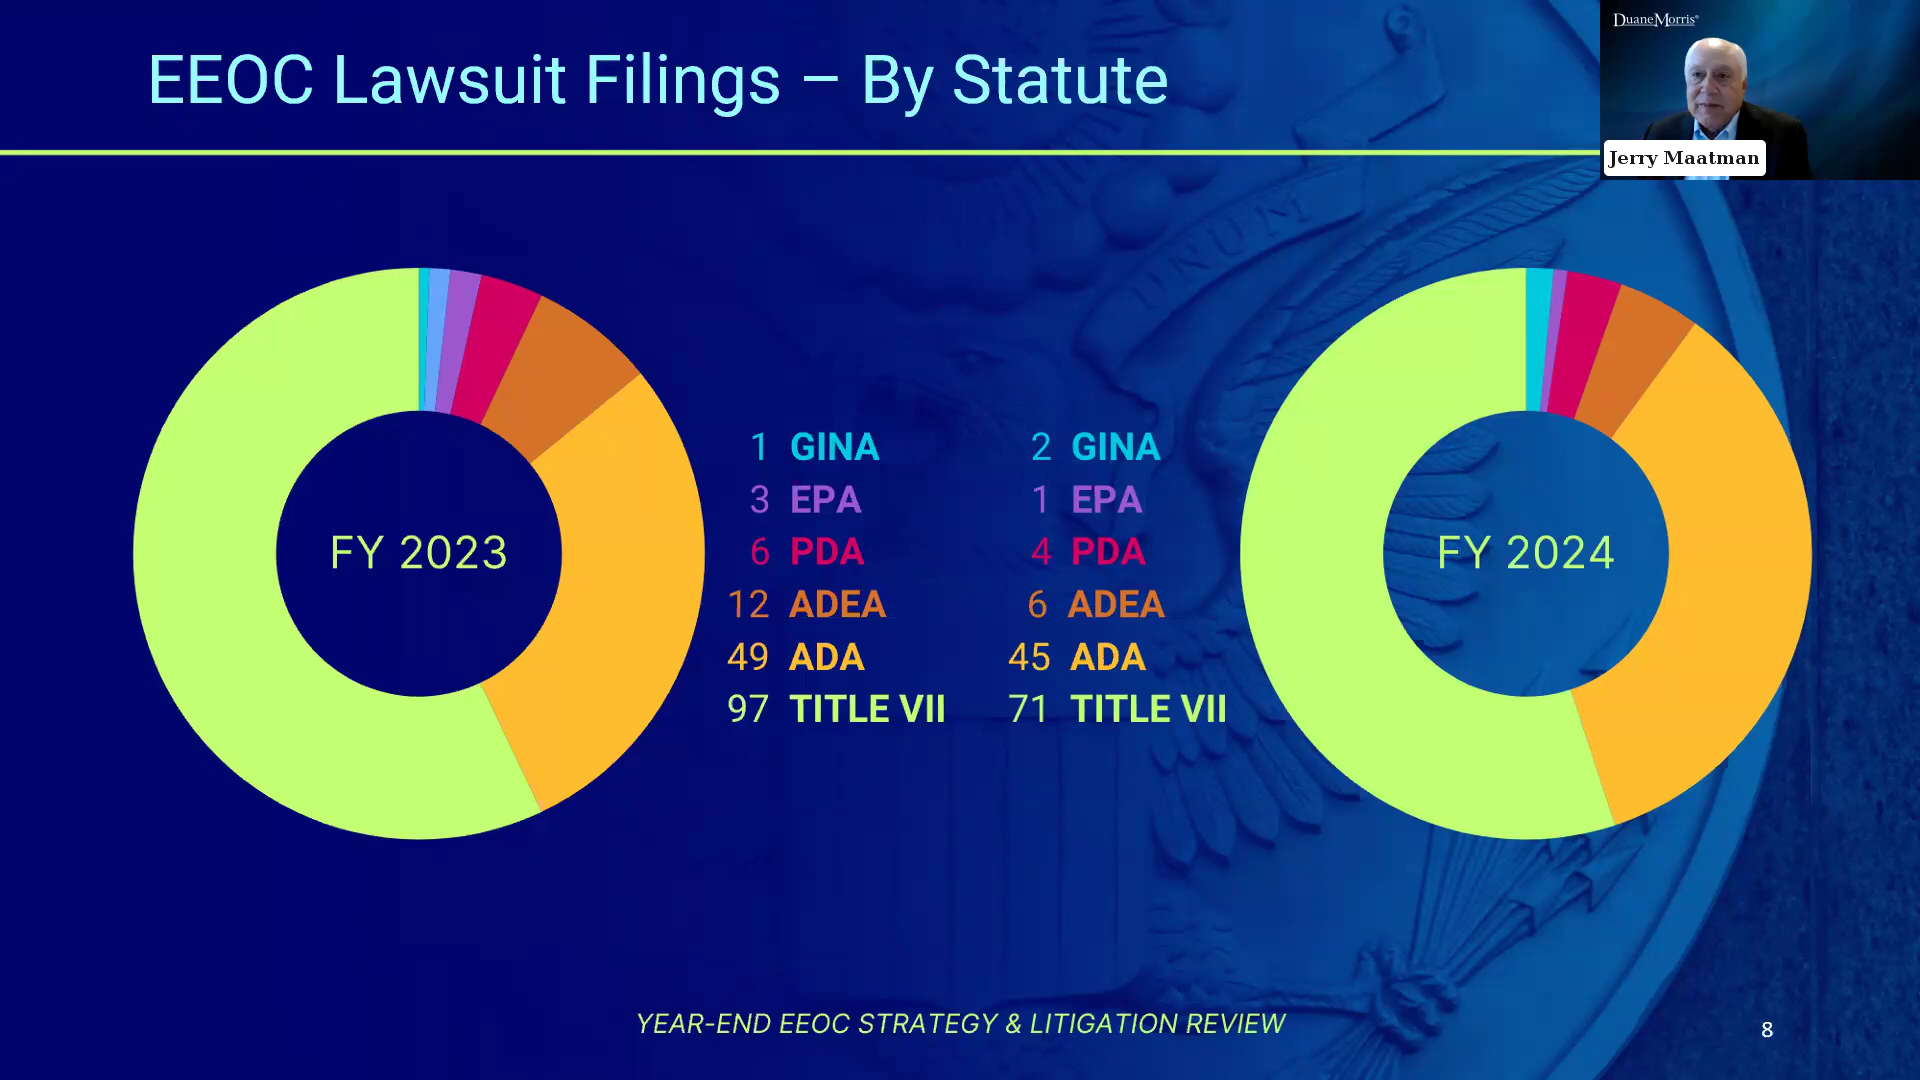 EEOC Lawsuit Filings – By Statute
DuaneMorris®
Jerry Maatman
UNUM
FY 2023
1 GINA
3 EPA
6 PDA
12 ADEA
49 ADA
97 TITLE VII
2 GINA
1 EPA
4 PDA
6 ADEA
45 ADA
71 TITLE VII
FY 2024
YEAR-END EEOC STRATEGY & LITIGATION REVIEW
8